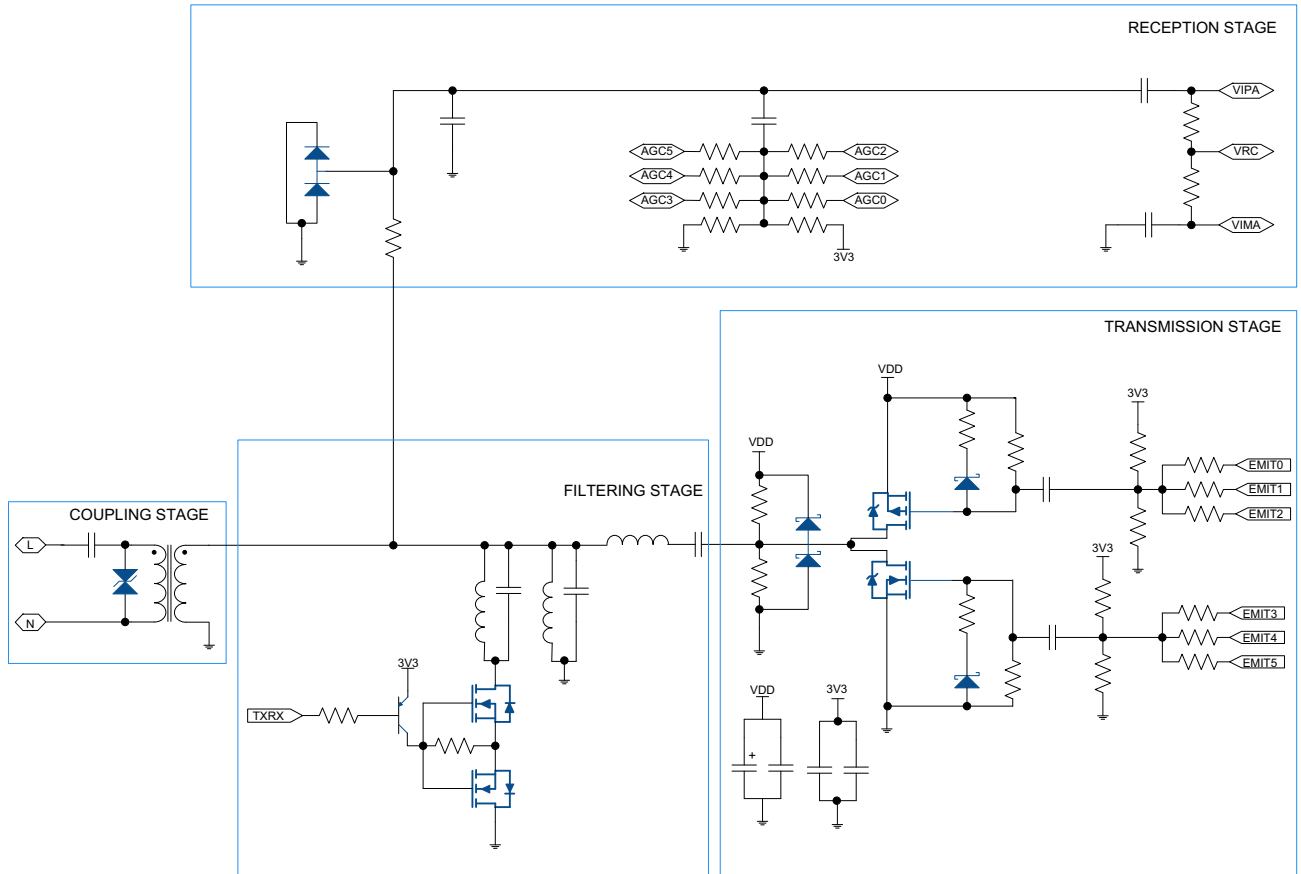 RECEPTION STAGE
VIPA
AGC5
AGC2
VRC
AGC4
AGC1
AGC3
AGC0
VIMA
3V3
TRANSMISSION STAGE
VDD
3V3
VDD
EMIT0
FILTERING STAGE
EMIT1
COUPLING STAGE
EMIT2
L
3V3
N
EMIT3
EMIT4
3V3
EMIT5
VDD
3V3
TXRX
+